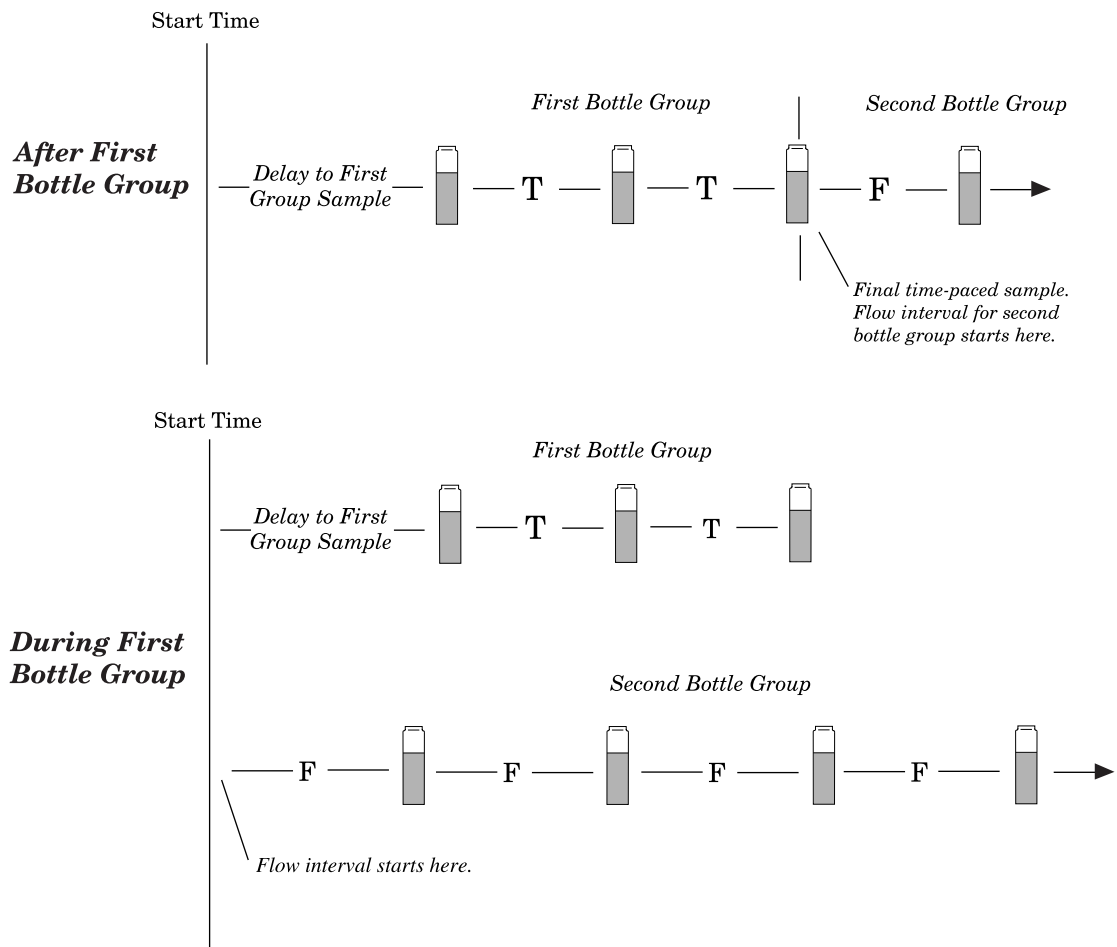 Start Time
First Bottle Group
Second Bottle Group
After First
Bottle Group
Delay to First
Group Sample
T
T
F
Final time-paced sample.
Flow interval for second
bottle group starts here.
Start Time
First Bottle Group
Delay to First
Group Sample
T
T
During First
Bottle Group
Second Bottle Group
F
F
F
F
Flow interval starts here.